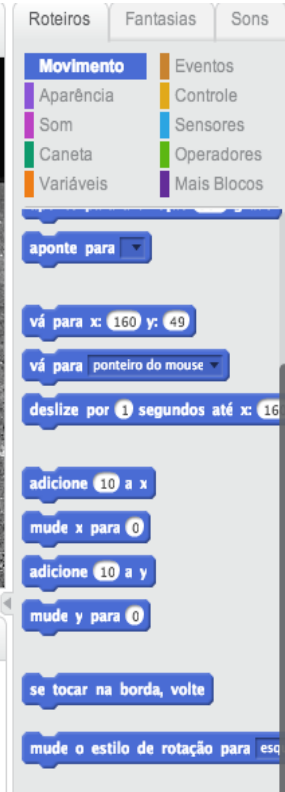 Roteiros Fantasias Sons
Movimento Eventos
Aparência Controle
Som Sensores
Caneta Operadores
Variáveis Mais Blocos
aponte para
vá para x: 160 y: 49
vá para ponteiro do mouse
deslize por 1 segundos até x: 16
adicione 10 a x
mude x para 0
adicione 10 a y
mude y para 0
se tocar na borda, volte
mude o estilo de rotação para esq